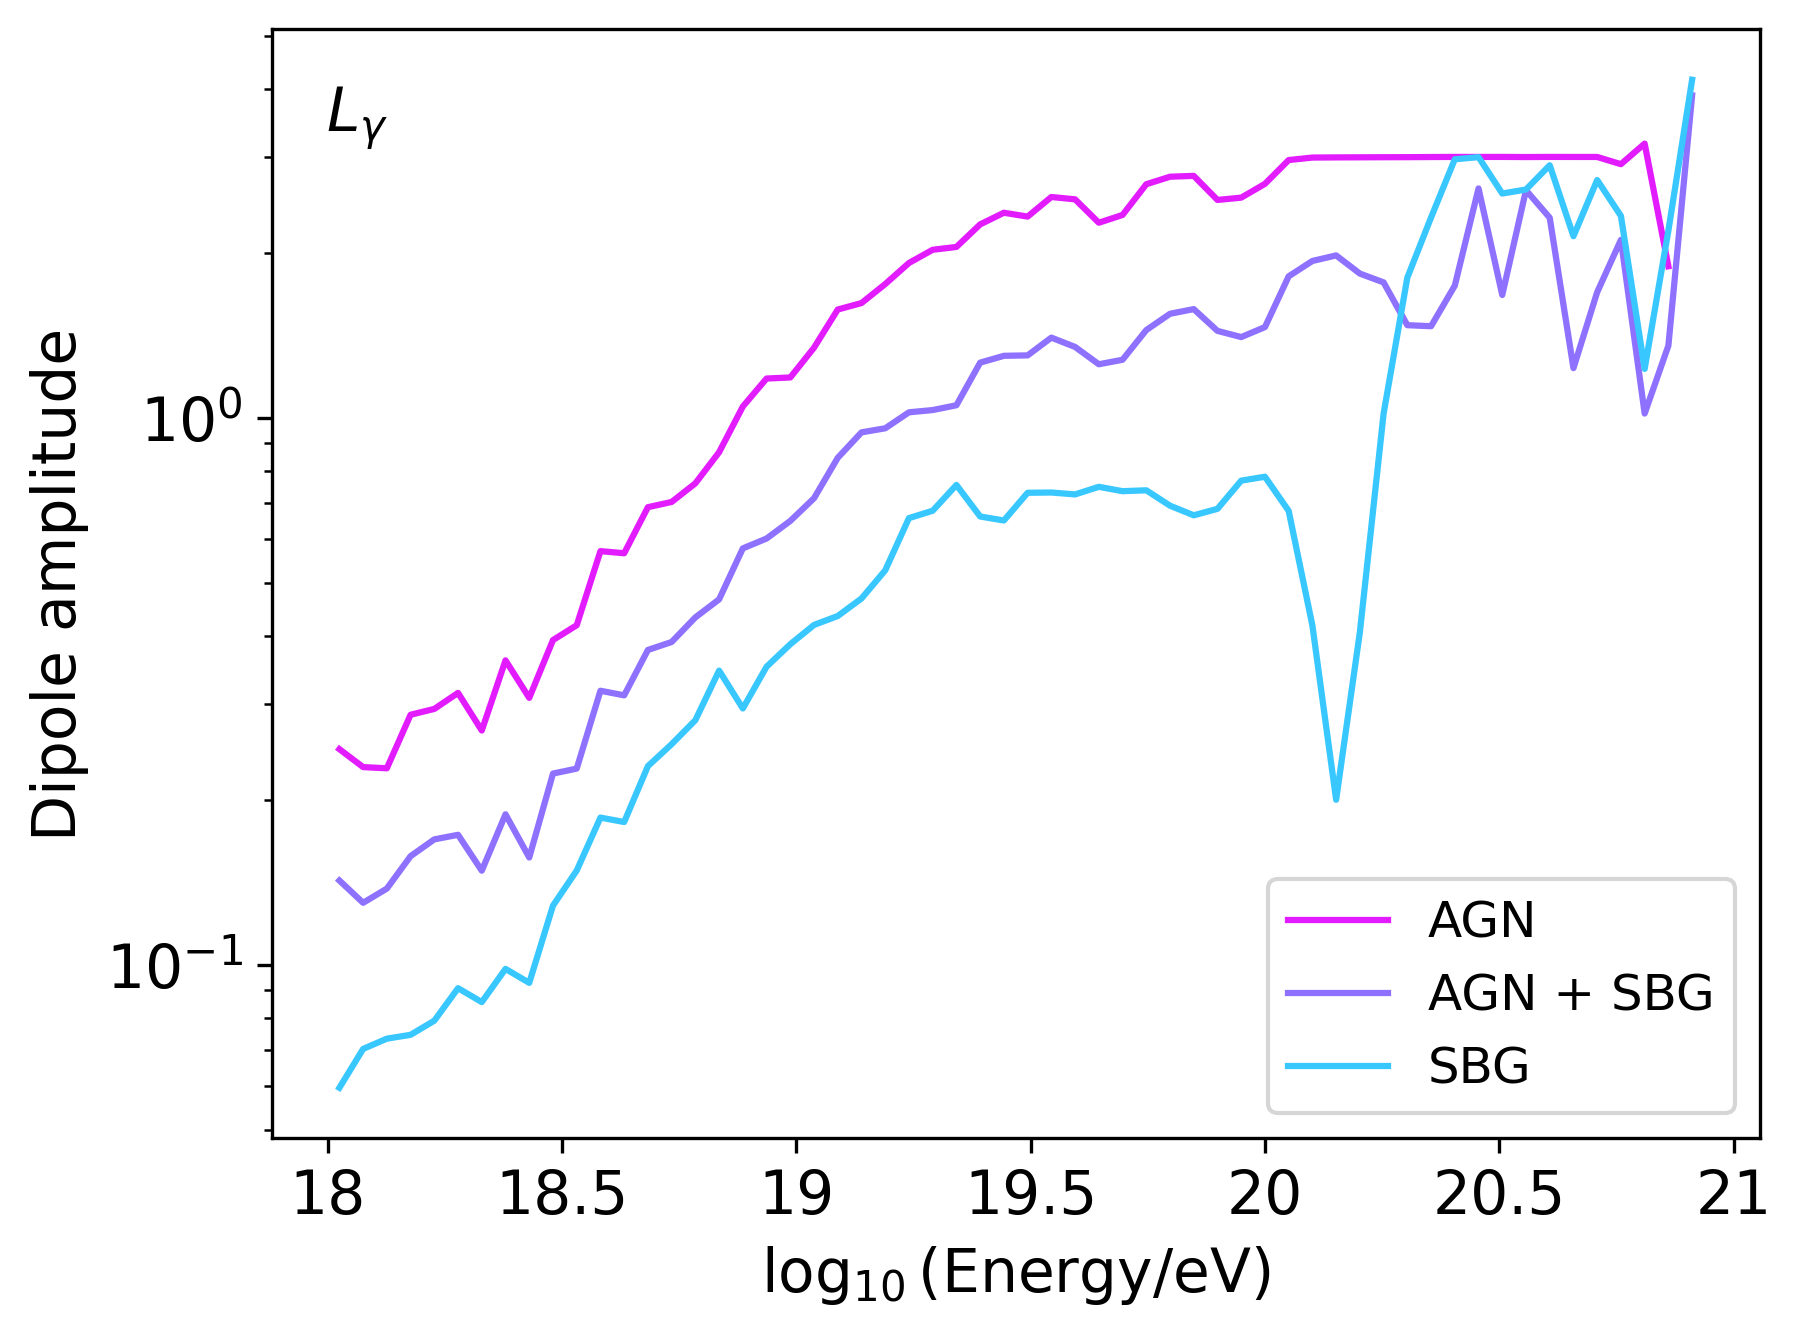 L_γ
Dipole amplitude
10^0
10^−1
18 18.5 19 19.5 20 20.5 21
log_10 (Energy/eV)
AGN
AGN + SBG
SBG